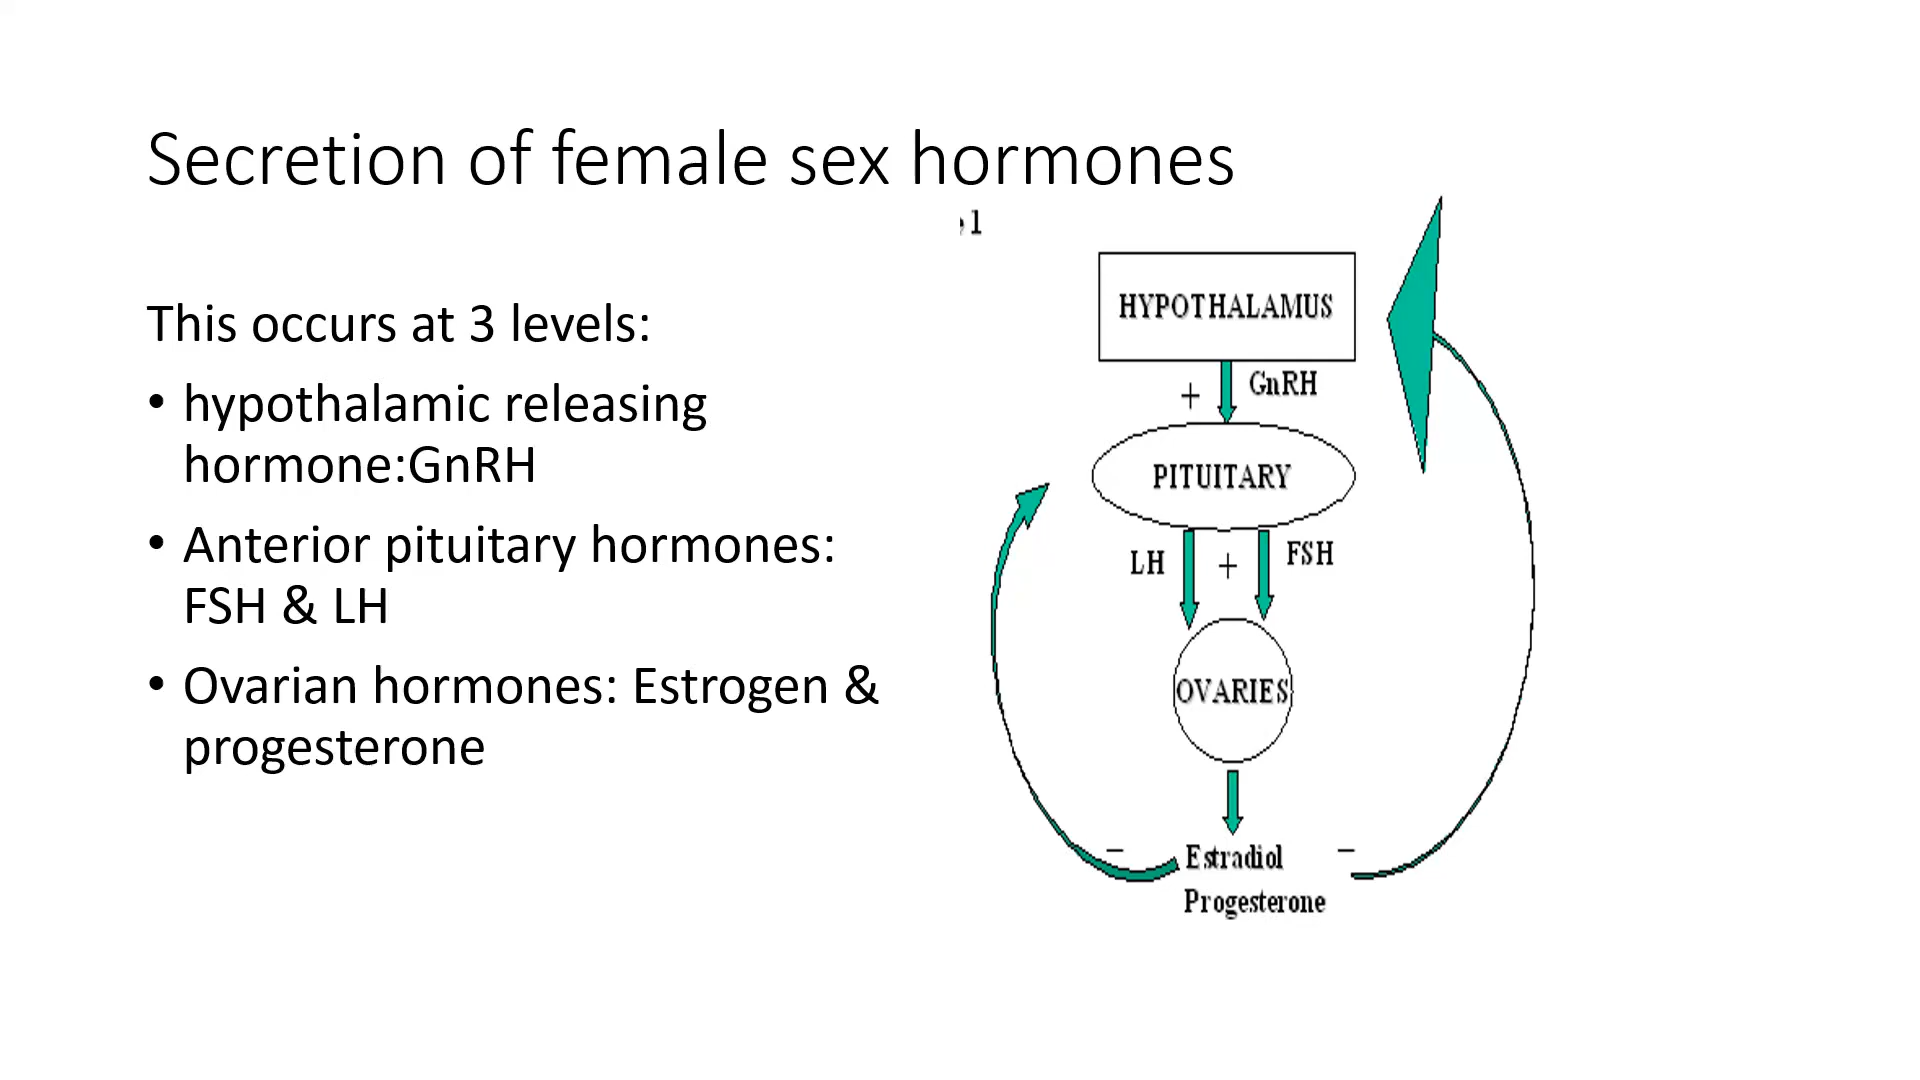 Secretion of female sex hormones
This occurs at 3 levels:
• hypothalamic releasing
hormone:GnRH
• Anterior pituitary hormones:
FSH & LH
• Ovarian hormones: Estrogen &
progesterone
1
HYPOTHALAMUS
+ GnRH
PITUITARY
LH + FSH
OVARIES
– Estradiol –
Progesterone